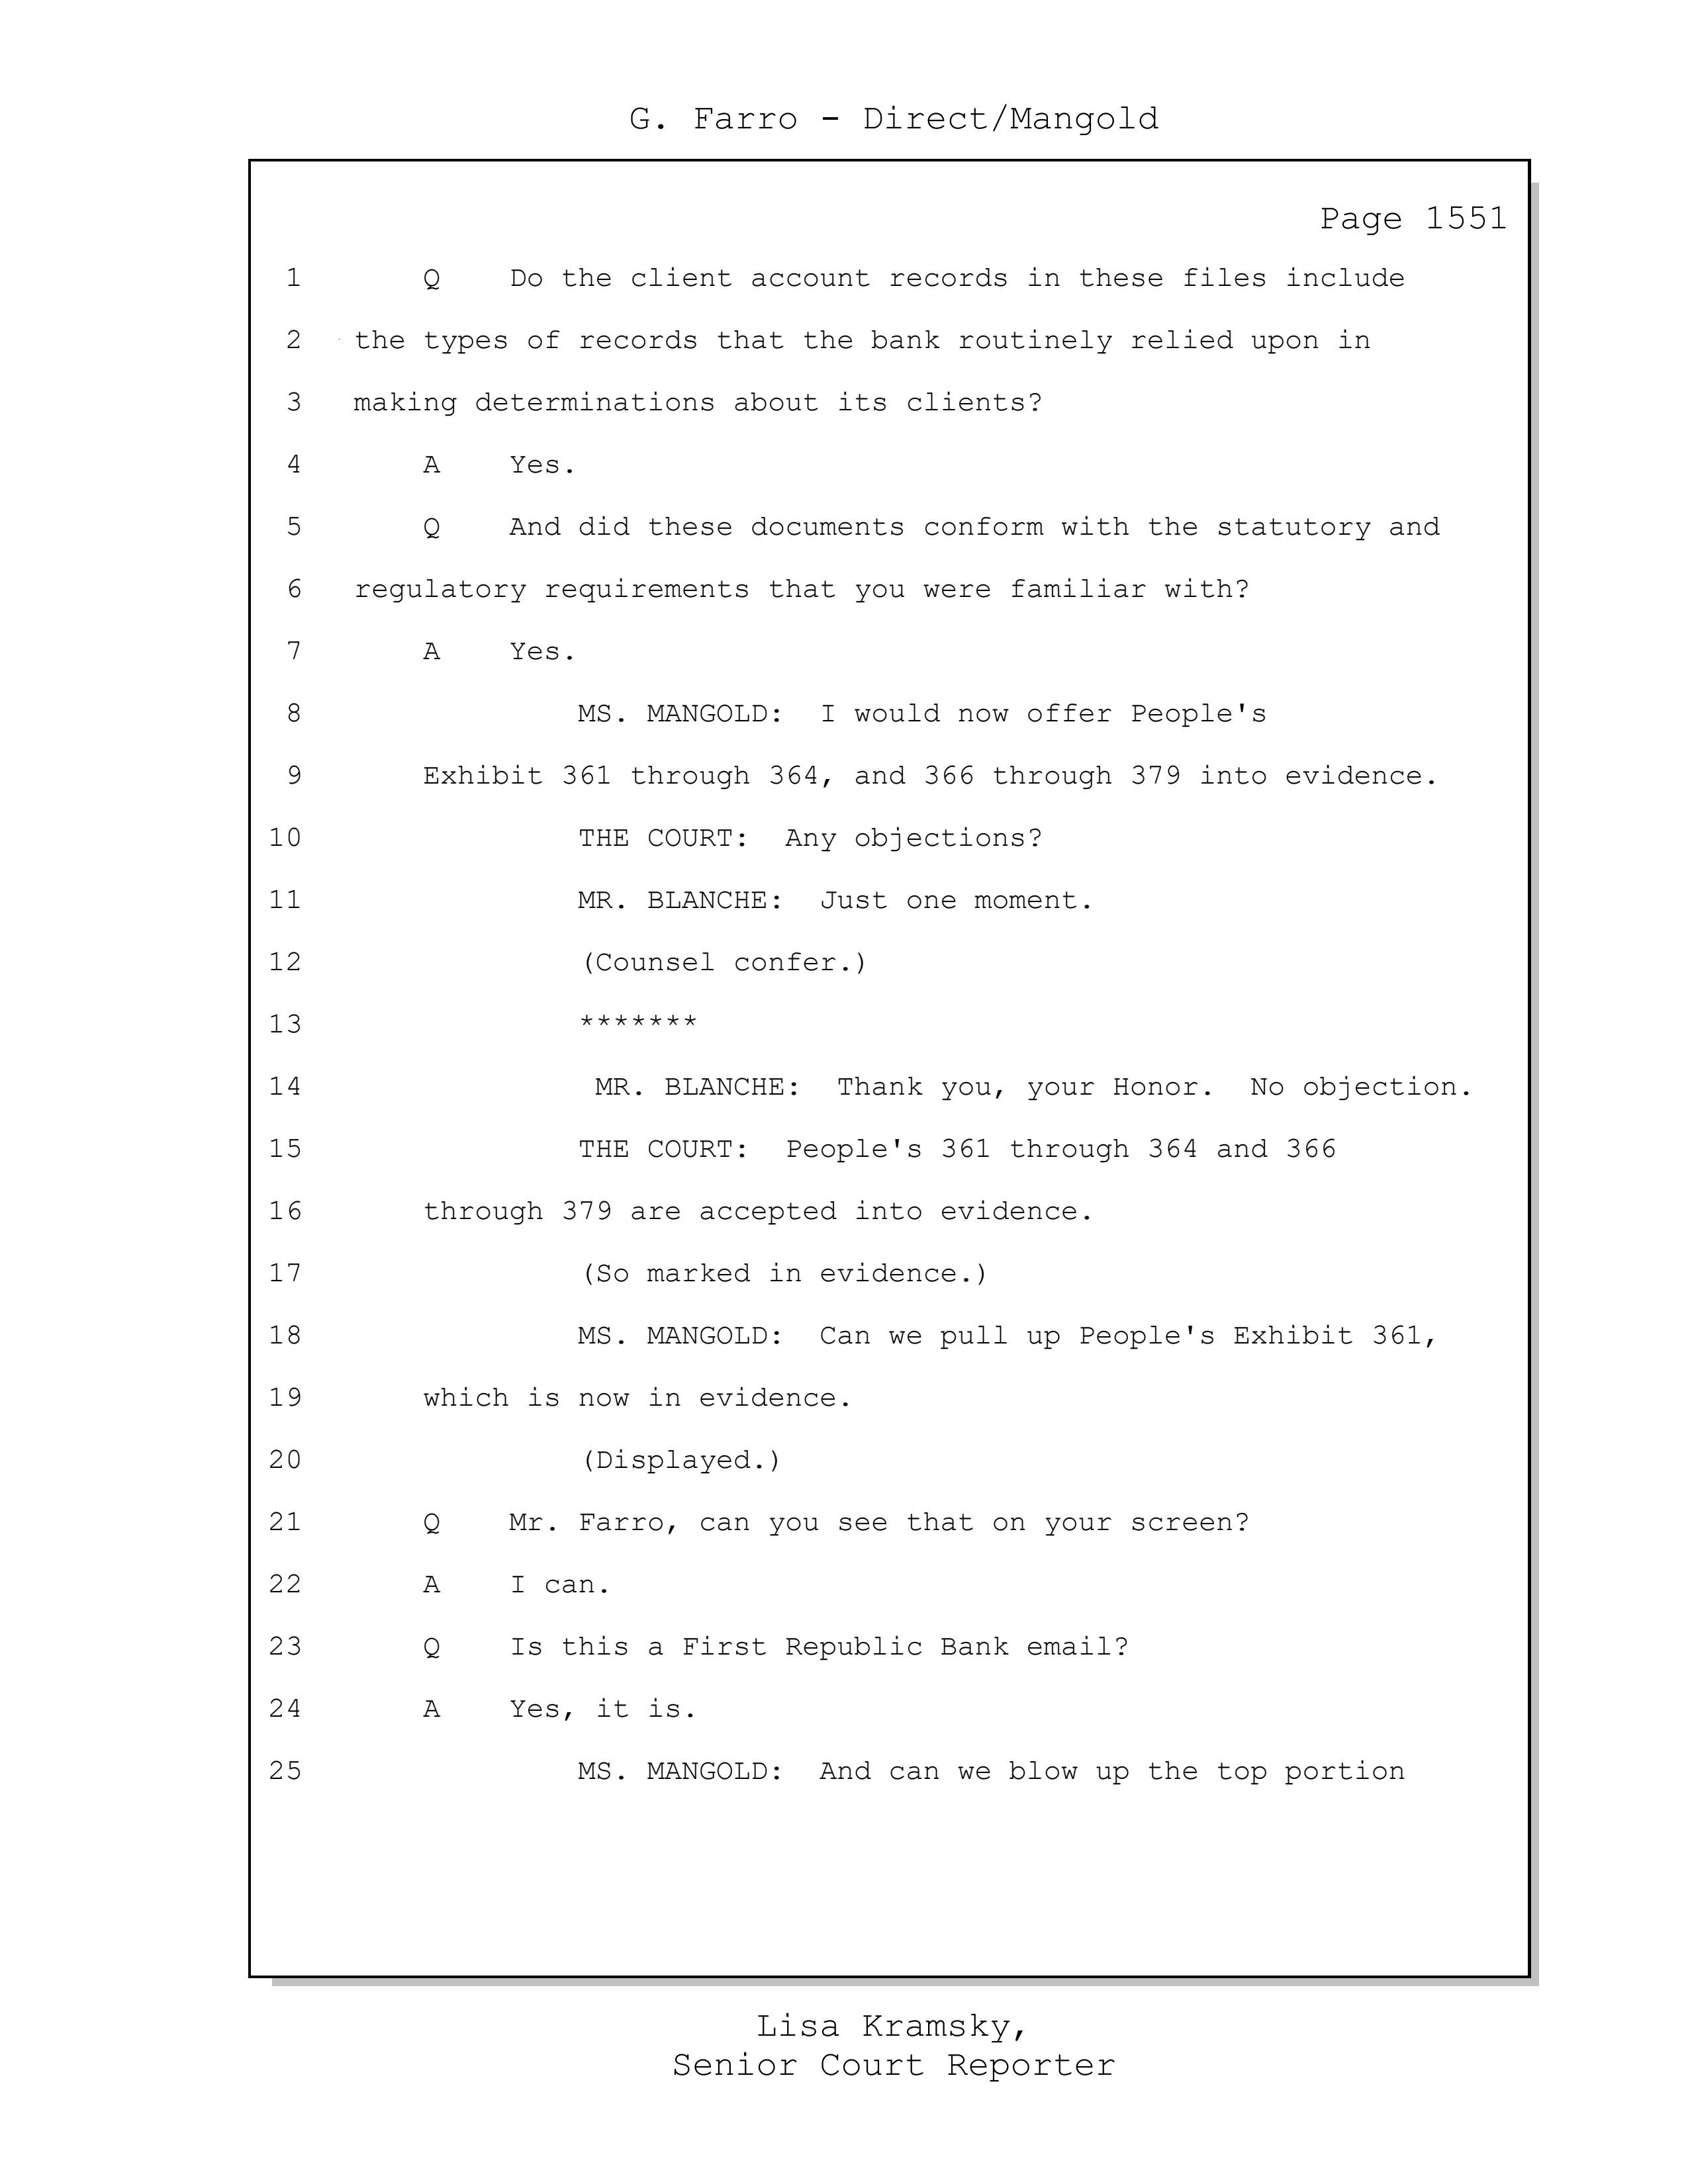 G. Farro - Direct/Mangold
Page 1551
1 Q Do the client account records in these files include
2 the types of records that the bank routinely relied upon in
3 making determinations about its clients?
4 A Yes.
5 Q And did these documents conform with the statutory and
6 regulatory requirements that you were familiar with?
7 A Yes.
8 MS. MANGOLD: I would now offer People's
9 Exhibit 361 through 364, and 366 through 379 into evidence.
10 THE COURT: Any objections?
11 MR. BLANCHE: Just one moment.
12 (Counsel confer.)
13 *******
14 MR. BLANCHE: Thank you, your Honor. No objection.
15 THE COURT: People's 361 through 364 and 366
16 through 379 are accepted into evidence.
17 (So marked in evidence.)
18 MS. MANGOLD: Can we pull up People's Exhibit 361,
19 which is now in evidence.
20 (Displayed.)
21 Q Mr. Farro, can you see that on your screen?
22 A I can.
23 Q Is this a First Republic Bank email?
24 A Yes, it is.
25 MS. MANGOLD: And can we blow up the top portion
Lisa Kramsky,
Senior Court Reporter